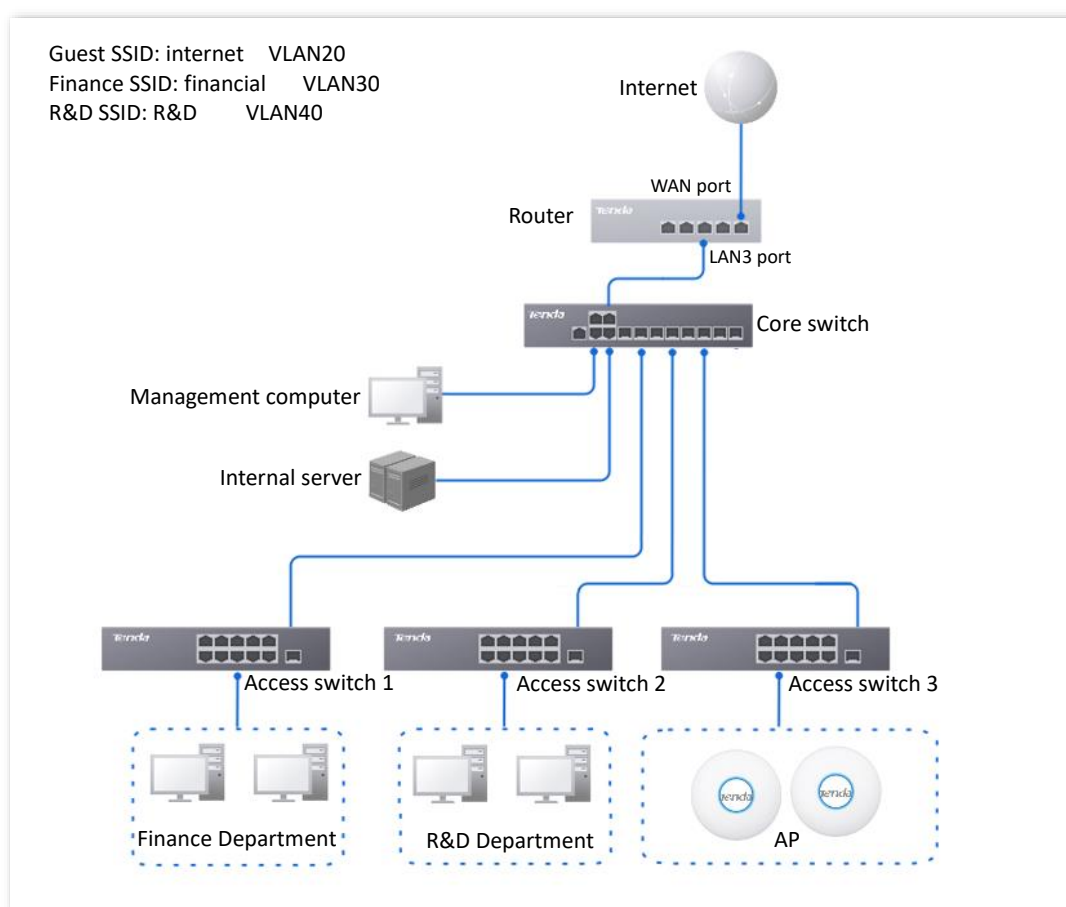 Guest SSID: internet VLAN20
Finance SSID: financial VLAN30
R&D SSID: R&D VLAN40
Internet
WAN port
Router
Tenda
LAN3 port
Tenda
Core switch
Management computer
Internal server
Tenda
Tenda
Tenda
Access switch 1
Access switch 2
Access switch 3
Tenda
Tenda
Finance Department
R&D Department
AP